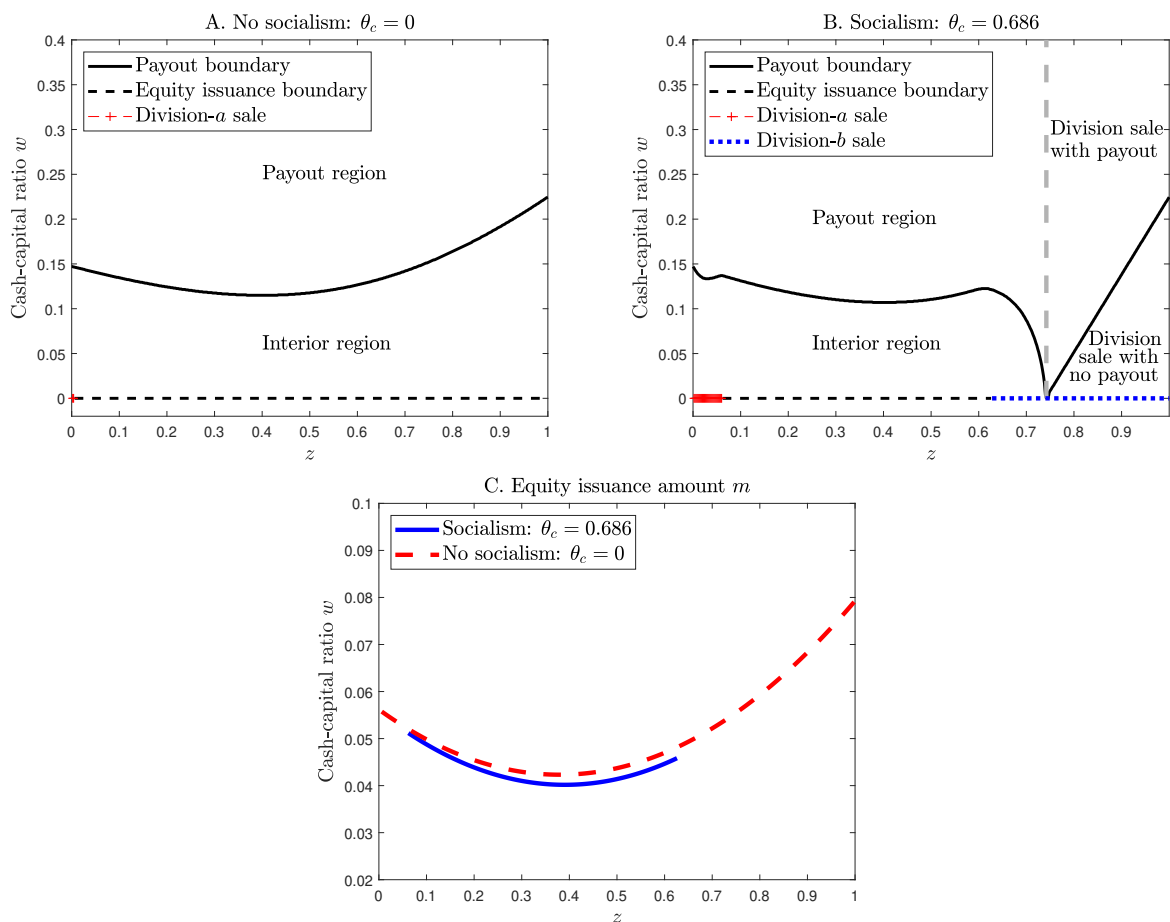 A. No socialism: θ_c = 0
0.4
0.35
0.3
0.25
0.2
0.15
0.1
0.05
0
Cash-capital ratio w
Payout boundary
Equity issuance boundary
Division-a sale
Payout region
Interior region
0 0.1 0.2 0.3 0.4 0.5 0.6 0.7 0.8 0.9 1
z
B. Socialism: θ_c = 0.686
0.4
0.35
0.3
0.25
0.2
0.15
0.1
0.05
0
Cash-capital ratio w
Payout boundary
Equity issuance boundary
Division-a sale
Division-b sale
Division sale
with payout
Payout region
Interior region
Division
sale with
no payout
0 0.1 0.2 0.3 0.4 0.5 0.6 0.7 0.8 0.9
z
C. Equity issuance amount m
0.1
0.09
0.08
0.07
0.06
0.05
0.04
0.03
0.02
Cash-capital ratio w
Socialism: θ_c = 0.686
No socialism: θ_c = 0
0 0.1 0.2 0.3 0.4 0.5 0.6 0.7 0.8 0.9 1
z